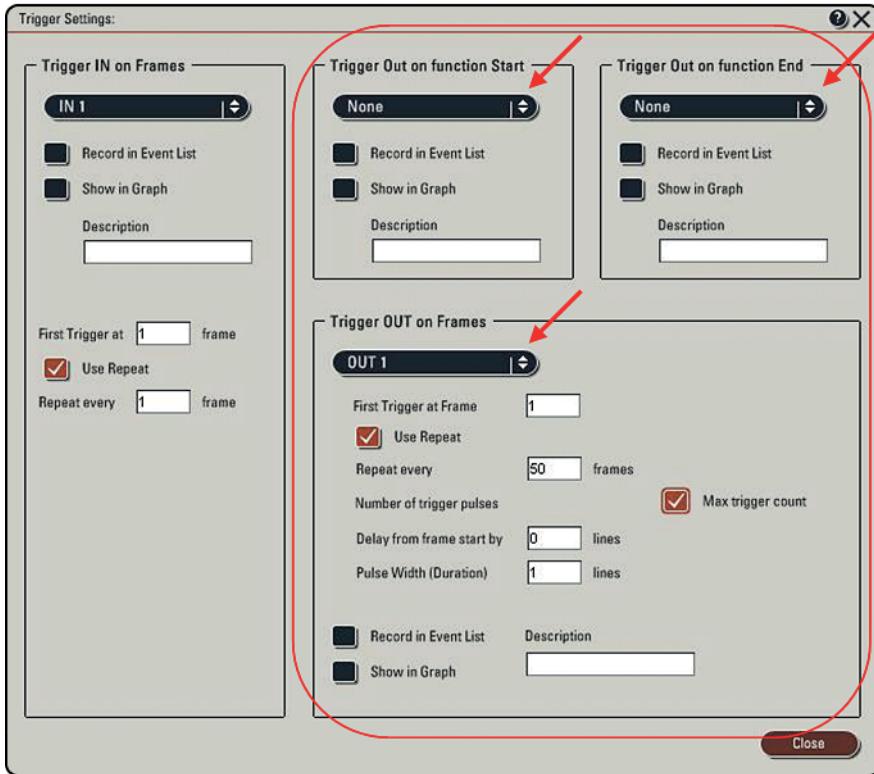 Trigger Settings:
Trigger IN on Frames
IN 1
Record in Event List
Show in Graph
Description
First Trigger at 1 frame
Use Repeat
Repeat every 1 frame
Trigger Out on function Start
None
Record in Event List
Show in Graph
Description
Trigger Out on function End
None
Record in Event List
Show in Graph
Description
Trigger OUT on Frames
OUT 1
First Trigger at Frame 1
Use Repeat
Repeat every 50 frames
Number of trigger pulses Max trigger count
Delay from frame start by 0 lines
Pulse Width (Duration) 1 lines
Record in Event List Description
Show in Graph
Close